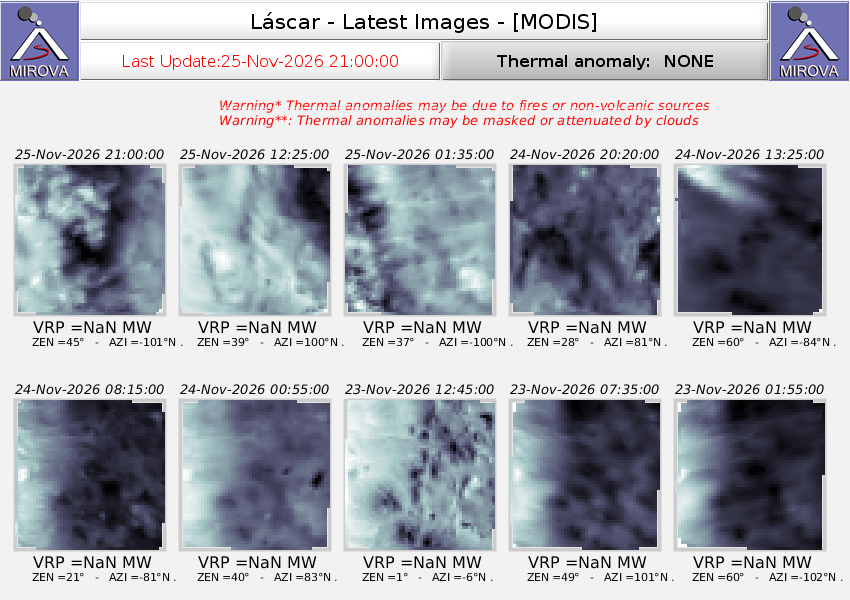 Láscar - Latest Images - [MODIS]
MIROVA
Last Update:25-Nov-2026 21:00:00
Thermal anomaly: NONE
MIROVA
Warning* Thermal anomalies may be due to fires or non-volcanic sources
Warning**: Thermal anomalies may be masked or attenuated by clouds
25-Nov-2026 21:00:00 25-Nov-2026 12:25:00 25-Nov-2026 01:35:00 24-Nov-2026 20:20:00 24-Nov-2026 13:25:00
VRP =NaN MW VRP =NaN MW VRP =NaN MW VRP =NaN MW VRP =NaN MW
ZEN =45° - AZI =-101°N . ZEN =39° - AZI =100°N . ZEN =37° - AZI =-100°N . ZEN =28° - AZI =81°N . ZEN =60° - AZI =-84°N .
24-Nov-2026 08:15:00 24-Nov-2026 00:55:00 23-Nov-2026 12:45:00 23-Nov-2026 07:35:00 23-Nov-2026 01:55:00
VRP =NaN MW VRP =NaN MW VRP =NaN MW VRP =NaN MW VRP =NaN MW
ZEN =21° - AZI =-81°N . ZEN =40° - AZI =83°N . ZEN =1° - AZI =-6°N . ZEN =49° - AZI =101°N . ZEN =60° - AZI =-102°N .